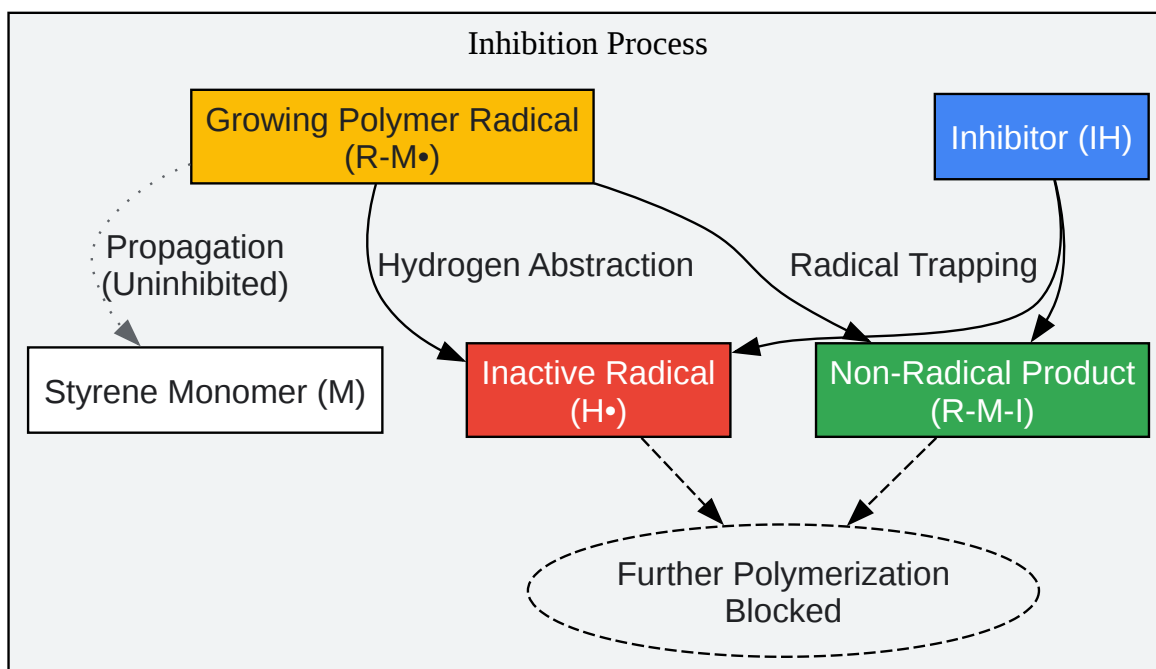 Inhibition Process
Growing Polymer Radical
(R-M•)
Inhibitor (IH)
Propagation
(Uninhibited)
Hydrogen Abstraction
Radical Trapping
Styrene Monomer (M)
Inactive Radical
(H•)
Non-Radical Product
(R-M-I)
Further Polymerization
Blocked